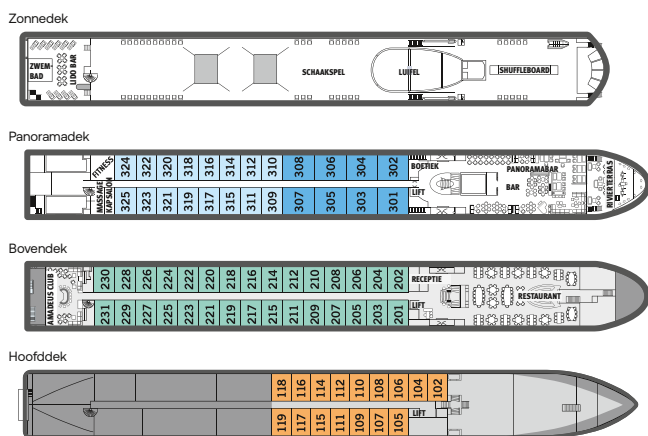 Zonnedek
ZWEM-
BAD
LIDO BAR
SCHAAKSPEL
LUIFEL
SHUFFLEBOARD
Panoramadek
FITNESS
324 322 320 318 316 314 312 310 308 306 304 302
BOETIEK
PANORAMABAR
BAR
RIVIERTERRAS
MASSAGE
KAPSALON
325 323 321 319 317 315 311 309 307 305 303 301
LIFT
Bovendek
AMADEUS CLUB
230 228 226 224 222 220 218 216 214 212 210 208 206 204 202
RECEPTIE
RESTAURANT
231 229 227 225 223 221 219 217 215 211 209 207 205 203 201
LIFT
Hoofddek
118 116 114 112 110 108 106 104 102
119 117 115 111 109 107 105
LIFT